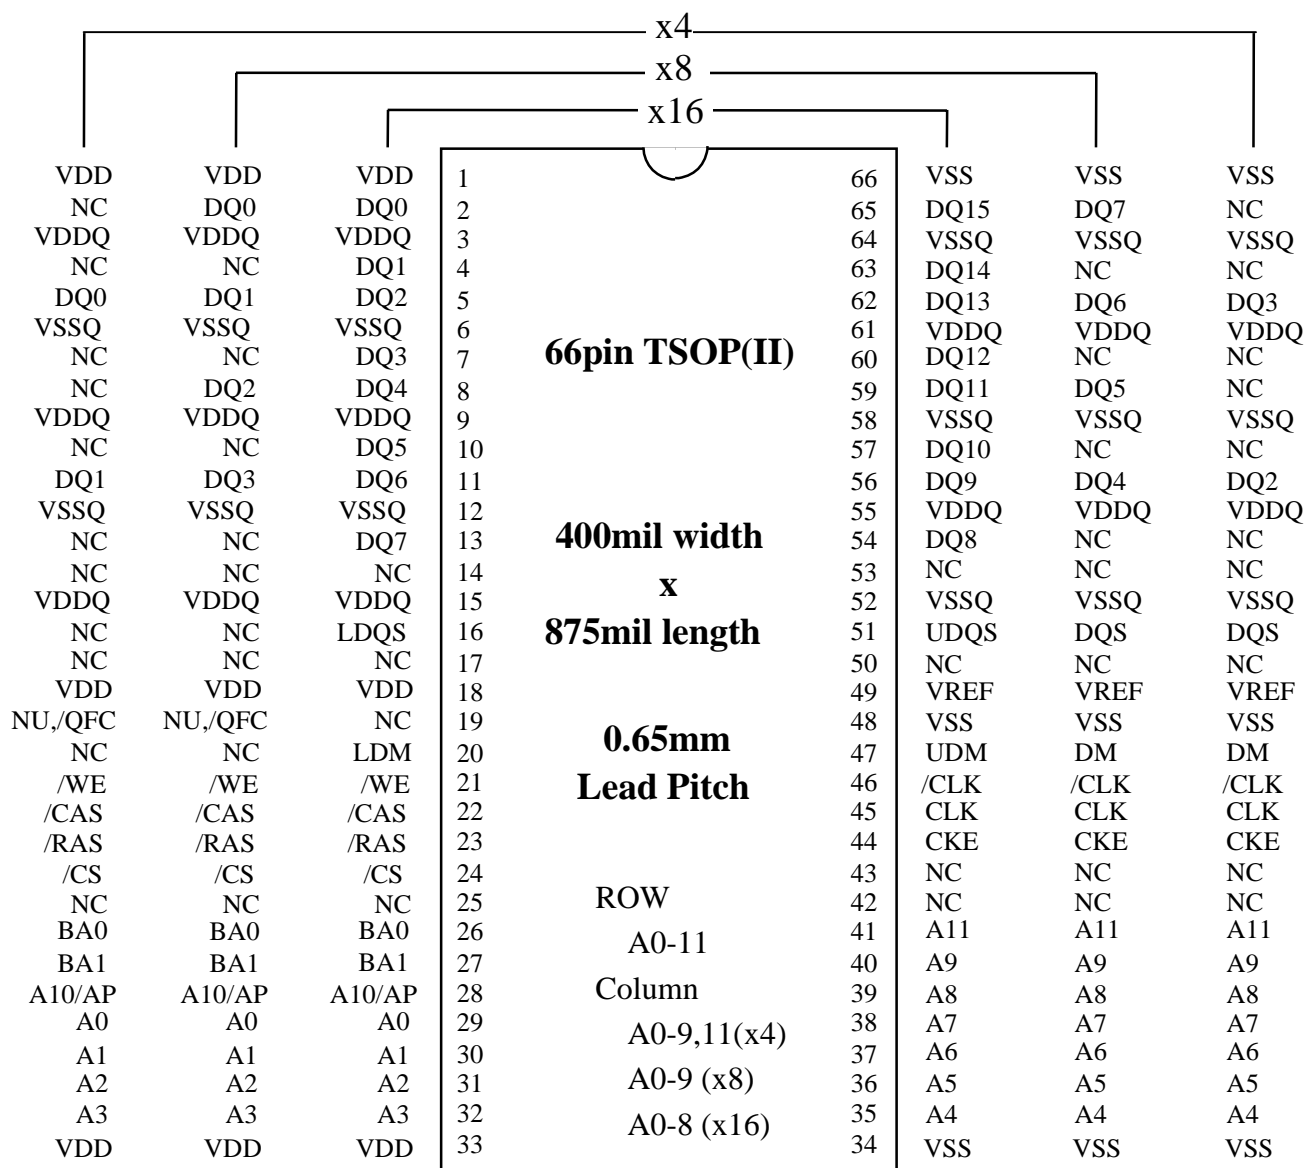 x4
x8
x16
VDD VDD VDD 1 66 VSS VSS VSS
NC DQ0 DQ0 2 65 DQ15 DQ7 NC
VDDQ VDDQ VDDQ 3 64 VSSQ VSSQ VSSQ
NC NC DQ1 4 63 DQ14 NC NC
DQ0 DQ1 DQ2 5 62 DQ13 DQ6 DQ3
VSSQ VSSQ VSSQ 6 61 VDDQ VDDQ VDDQ
NC NC DQ3 7 66pin TSOP(II) 60 DQ12 NC NC
NC DQ2 DQ4 8 59 DQ11 DQ5 NC
VDDQ VDDQ VDDQ 9 58 VSSQ VSSQ VSSQ
NC NC DQ5 10 57 DQ10 NC NC
DQ1 DQ3 DQ6 11 56 DQ9 DQ4 DQ2
VSSQ VSSQ VSSQ 12 55 VDDQ VDDQ VDDQ
NC NC DQ7 13 400mil width 54 DQ8 NC NC
NC NC NC 14 x 53 NC NC NC
VDDQ VDDQ VDDQ 15 52 VSSQ VSSQ VSSQ
NC NC LDQS 16 875mil length 51 UDQS DQS DQS
NC NC NC 17 50 NC NC NC
VDD VDD VDD 18 49 VREF VREF VREF
NU,/QFC NU,/QFC NC 19 0.65mm 48 VSS VSS VSS
NC NC LDM 20 47 UDM DM DM
/WE /WE /WE 21 Lead Pitch 46 /CLK /CLK /CLK
/CAS /CAS /CAS 22 45 CLK CLK CLK
/RAS /RAS /RAS 23 44 CKE CKE CKE
/CS /CS /CS 24 43 NC NC NC
NC NC NC 25 ROW 42 NC NC NC
BA0 BA0 BA0 26 A0-11 41 A11 A11 A11
BA1 BA1 BA1 27 40 A9 A9 A9
A10/AP A10/AP A10/AP 28 Column 39 A8 A8 A8
A0 A0 A0 29 A0-9,11(x4) 38 A7 A7 A7
A1 A1 A1 30 37 A6 A6 A6
A2 A2 A2 31 A0-9 (x8) 36 A5 A5 A5
A3 A3 A3 32 A0-8 (x16) 35 A4 A4 A4
VDD VDD VDD 33 34 VSS VSS VSS